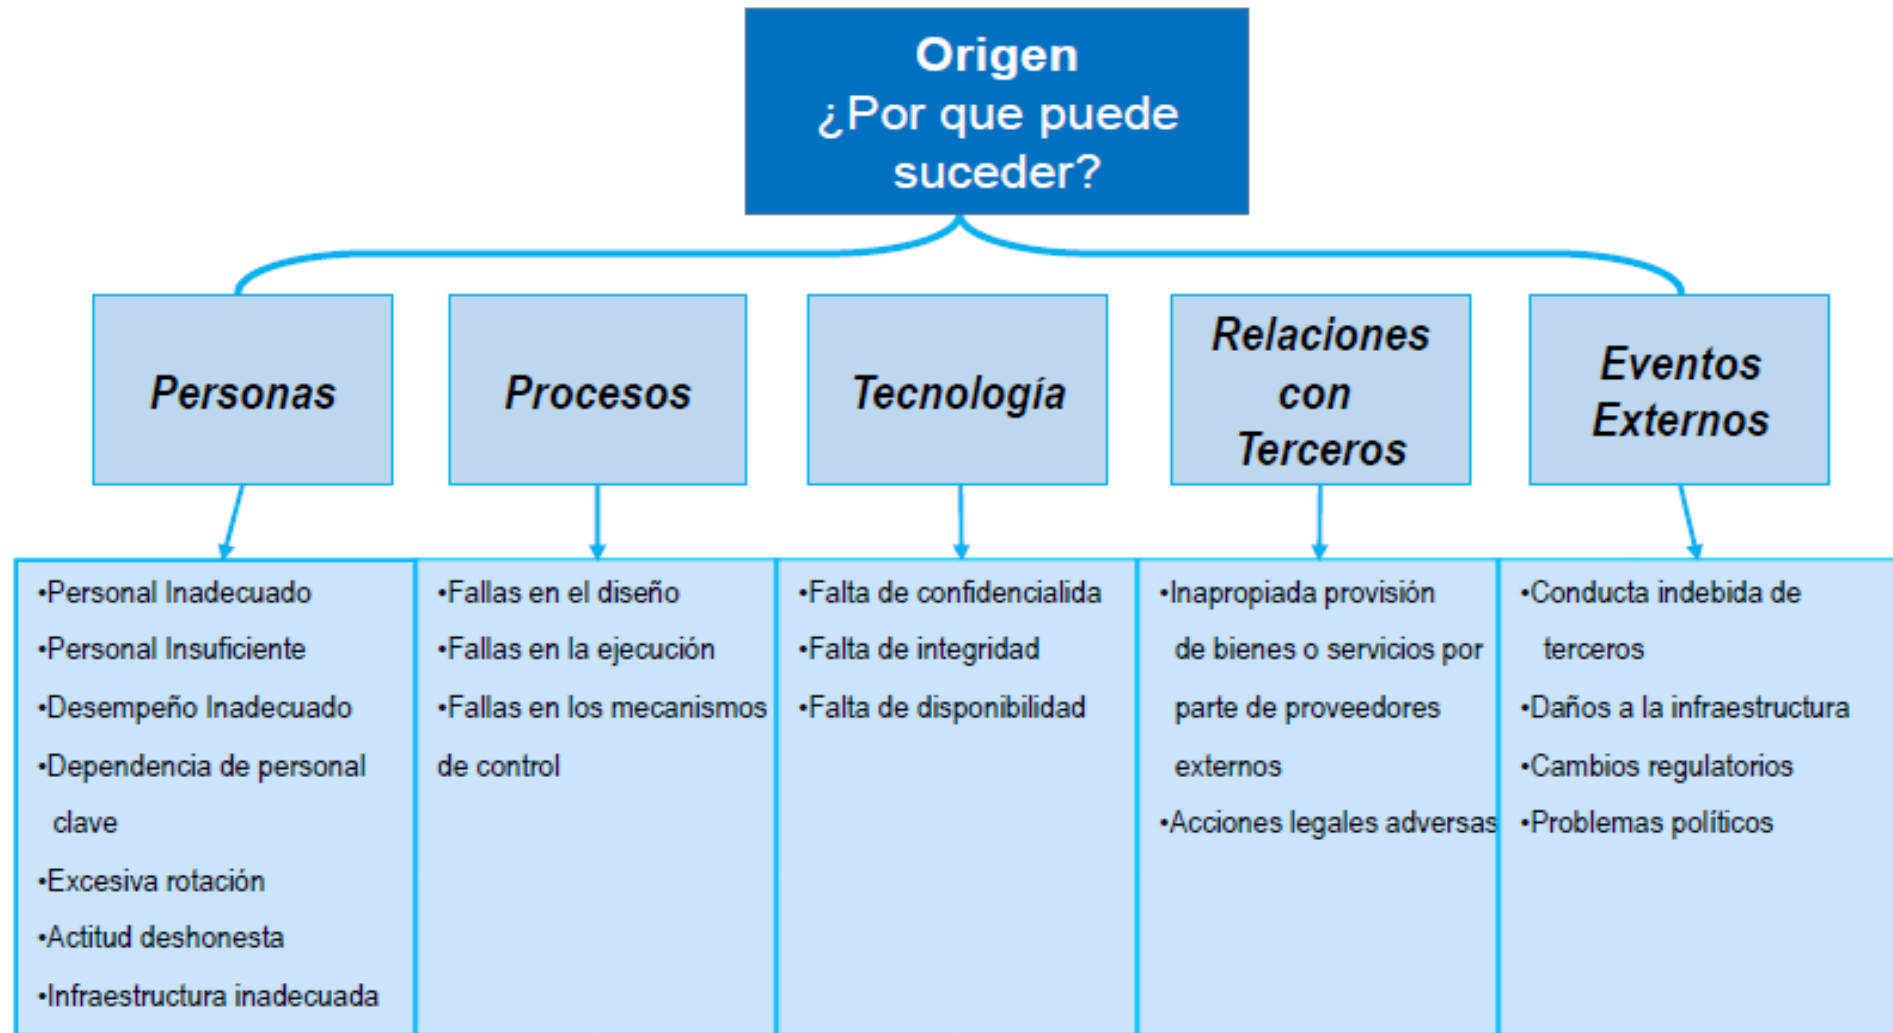 Origen
¿Por que puede
suceder?
Personas
Procesos
Tecnología
Relaciones
con
Terceros
Eventos
Externos
•Personal Inadecuado
•Personal Insuficiente
•Desempeño Inadecuado
•Dependencia de personal
clave
•Excesiva rotación
•Actitud deshonesta
•Infraestructura inadecuada
•Fallas en el diseño
•Fallas en la ejecución
•Fallas en los mecanismos
de control
•Falta de confidencialida
•Falta de integridad
•Falta de disponibilidad
•Inapropiada provisión
de bienes o servicios por
parte de proveedores
externos
•Acciones legales adversas
•Conducta indebida de
terceros
•Daños a la infraestructura
•Cambios regulatorios
•Problemas políticos